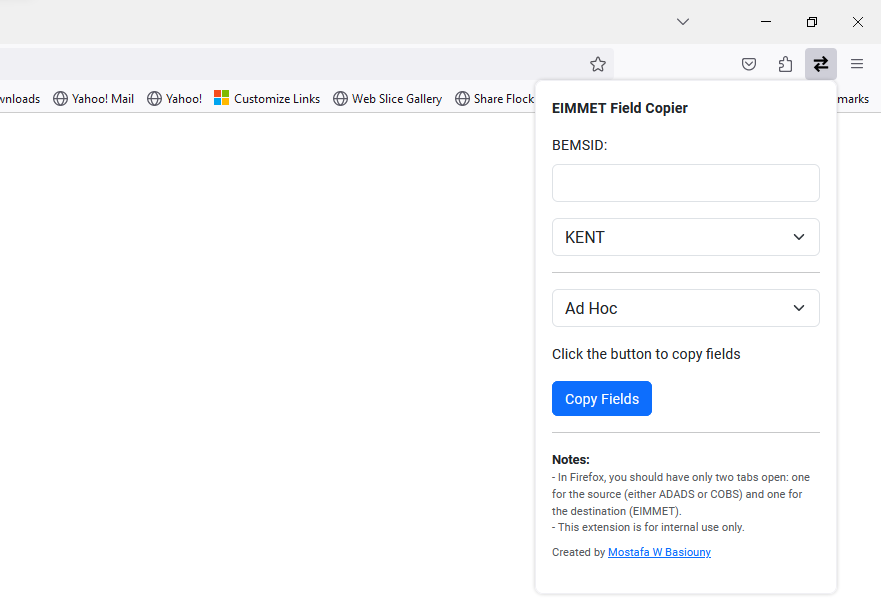 wnloads Yahoo! Mail Yahoo! Customize Links Web Slice Gallery Share Flock marks
EIMMET Field Copier
BEMSID:
KENT
Ad Hoc
Click the button to copy fields
Copy Fields
Notes:
- In Firefox, you should have only two tabs open: one
for the source (either ADADS or COBS) and one for
the destination (EIMMET).
- This extension is for internal use only.
Created by Mostafa W Basiouny